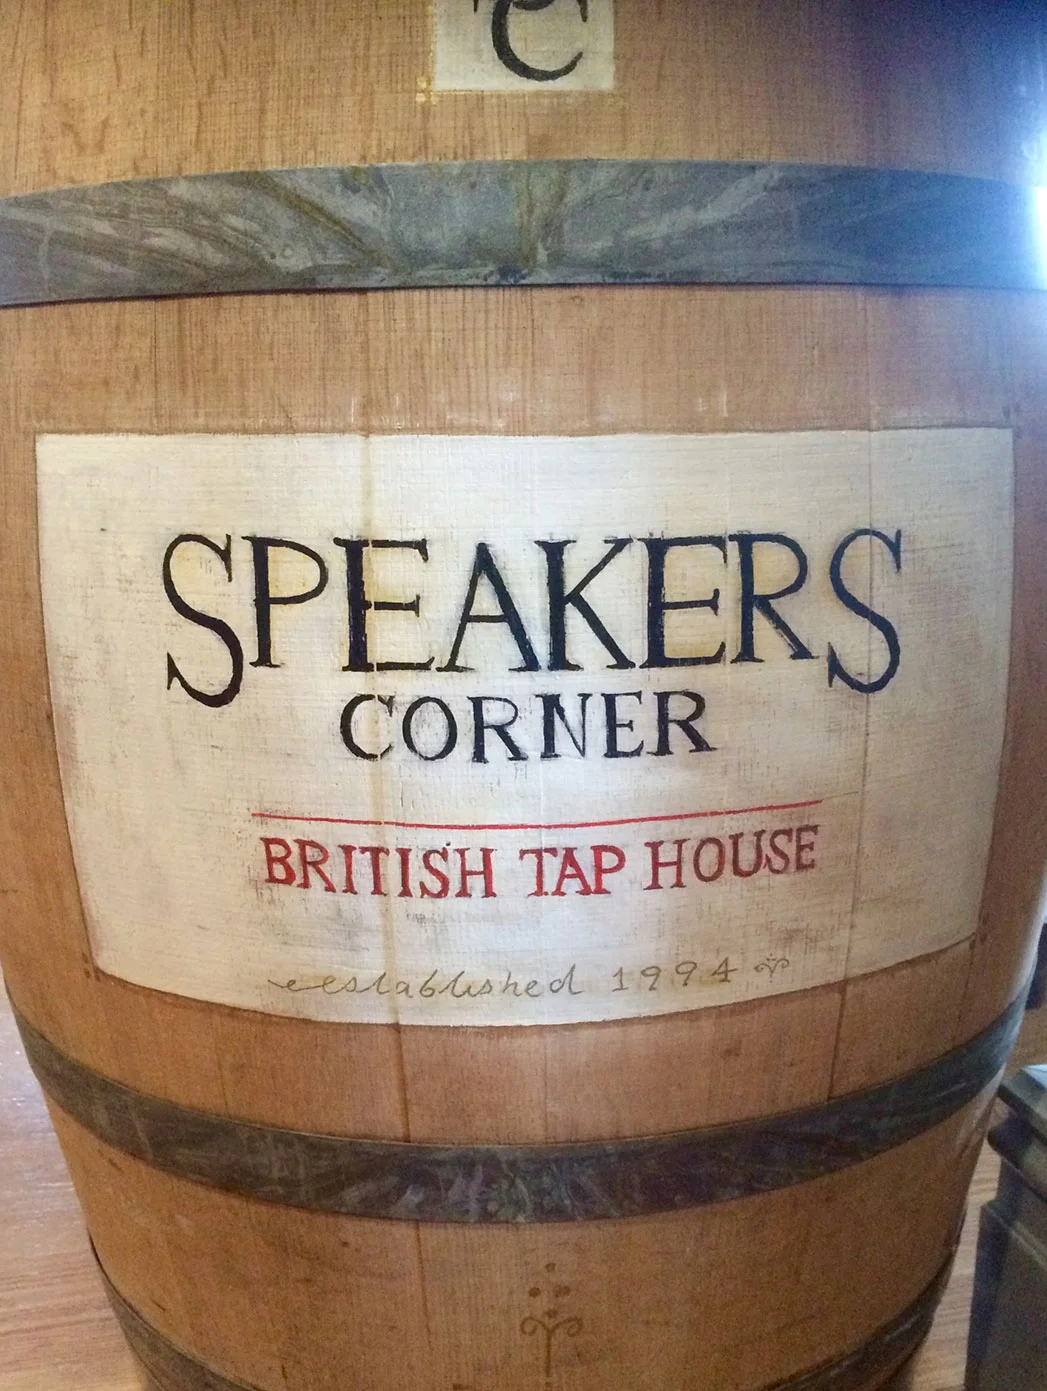 C
SPEAKERS
CORNER
BRITISH TAP HOUSE
established 1994